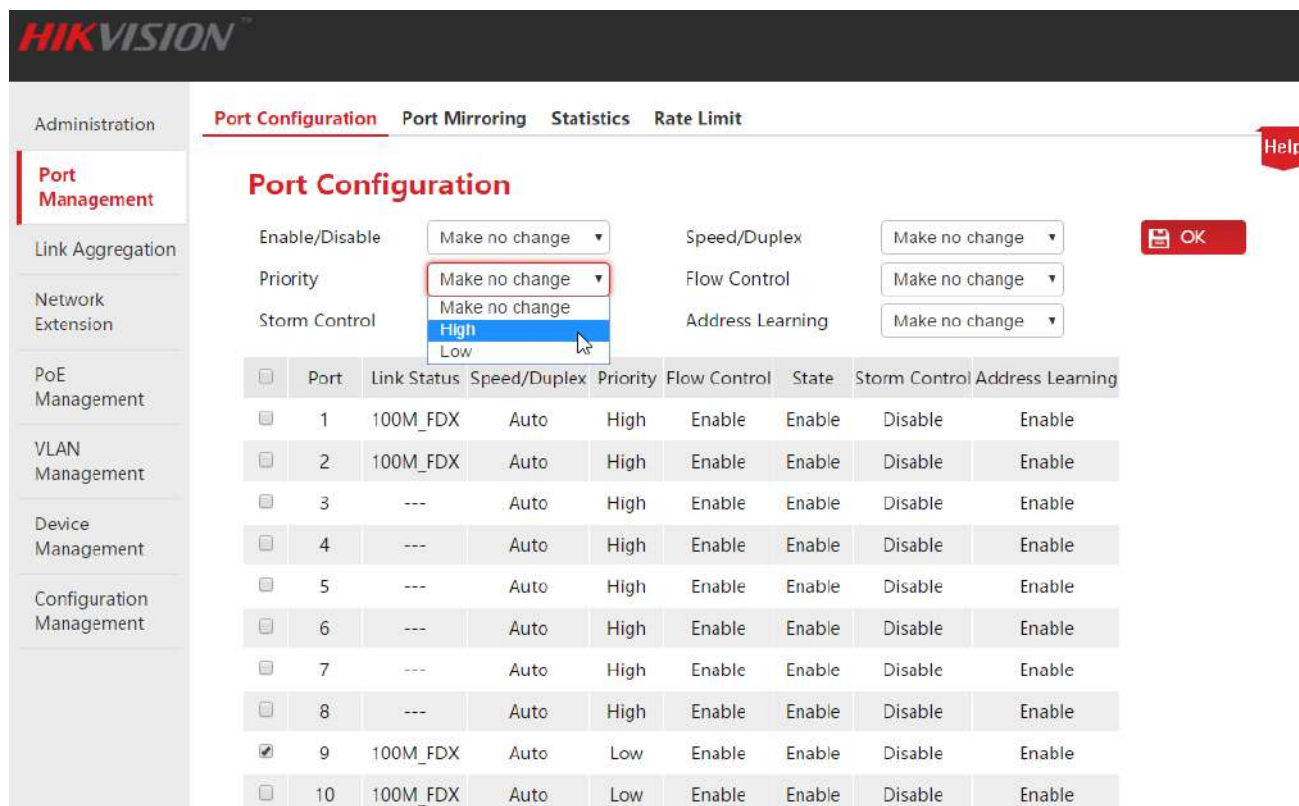 HIKVISION™
Administration
Port Management
Link Aggregation
Network Extension
PoE Management
VLAN Management
Device Management
Configuration Management
Port Configuration Port Mirroring Statistics Rate Limit
Help
Port Configuration
Enable/Disable Make no change Speed/Duplex Make no change OK
Priority Make no change Flow Control Make no change
Make no change
Storm Control High Address Learning Make no change
Low
Port Link Status Speed/Duplex Priority Flow Control State Storm Control Address Learning
1 100M_FDX Auto High Enable Enable Disable Enable
2 100M_FDX Auto High Enable Enable Disable Enable
3 --- Auto High Enable Enable Disable Enable
4 --- Auto High Enable Enable Disable Enable
5 --- Auto High Enable Enable Disable Enable
6 --- Auto High Enable Enable Disable Enable
7 --- Auto High Enable Enable Disable Enable
8 --- Auto High Enable Enable Disable Enable
9 100M_FDX Auto Low Enable Enable Disable Enable
10 100M_FDX Auto Low Enable Enable Disable Enable